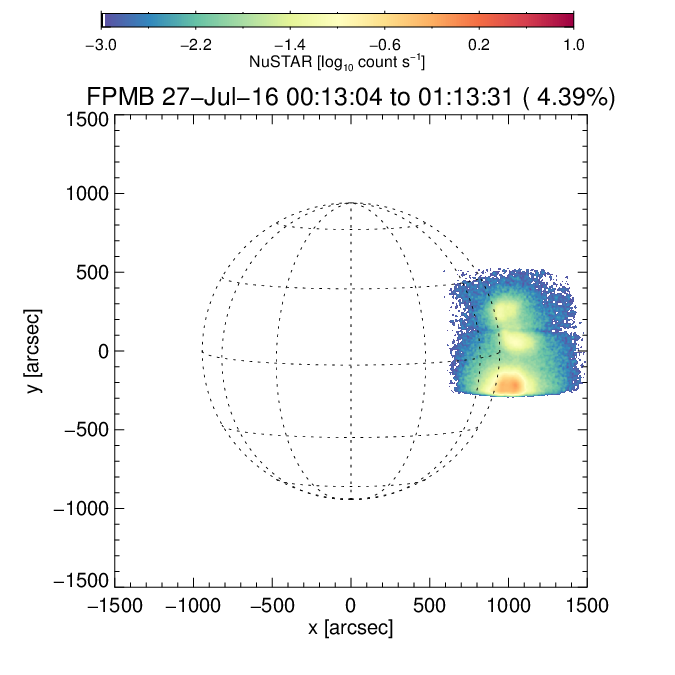 −3.0 −2.2 −1.4 −0.6 0.2 1.0
NuSTAR [log₁₀ count s⁻¹]
FPMB 27−Jul−16 00:13:04 to 01:13:31 ( 4.39%)
1500
1000
500
0
−500
−1000
−1500
y [arcsec]
−1500 −1000 −500 0 500 1000 1500
x [arcsec]